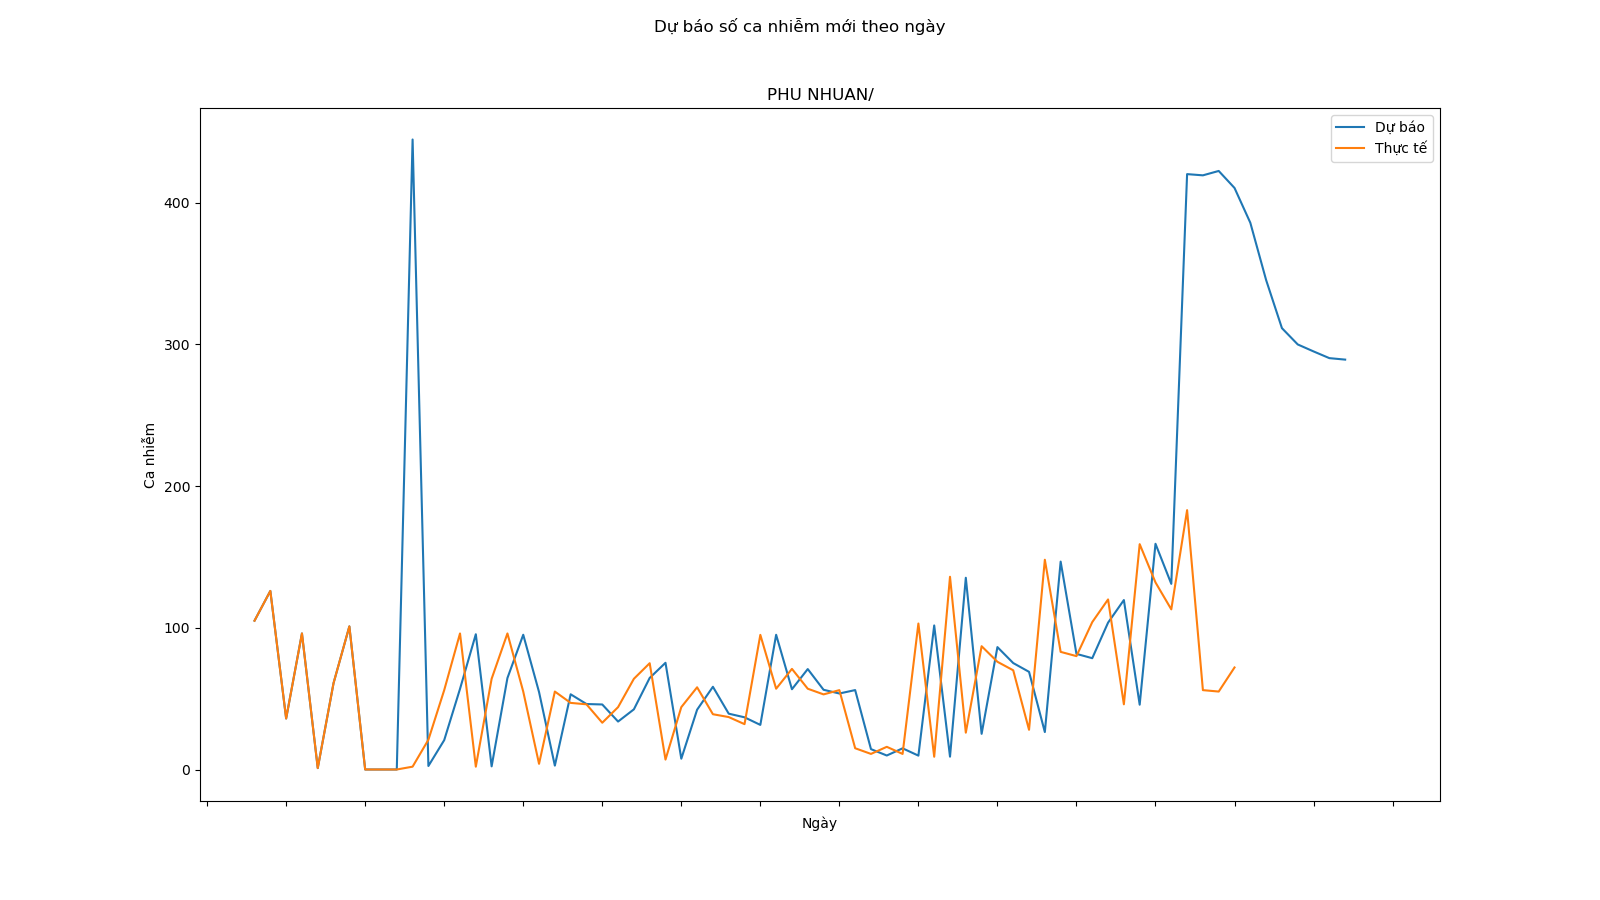 Dự báo số ca nhiễm mới theo ngày
PHU NHUAN/
Dự báo
Thực tế
400
300
200
100
0
Ca nhiễm
Ngày